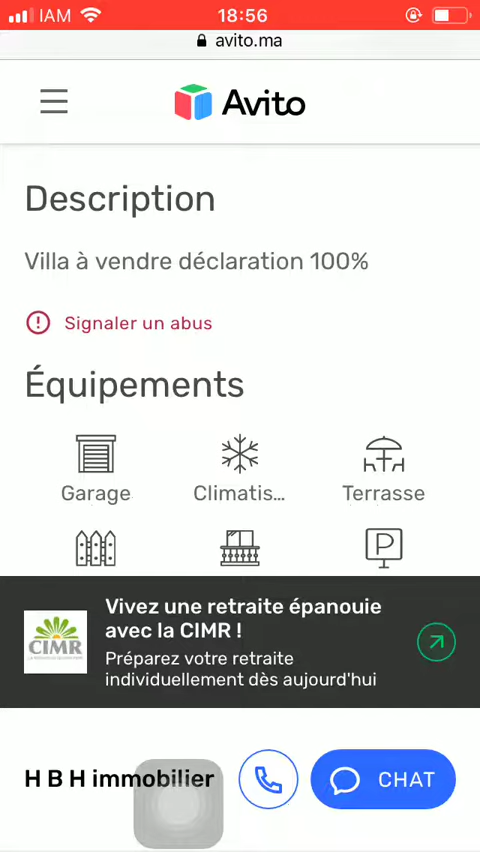 IAM 18:56
avito.ma
Avito
Description
Villa à vendre déclaration 100%
Signaler un abus
Équipements
Garage Climatis... Terrasse
P
Vivez une retraite épanouie
avec la CIMR !
Préparez votre retraite
individuellement dès aujourd'hui
CIMR
H B H immobilier CHAT